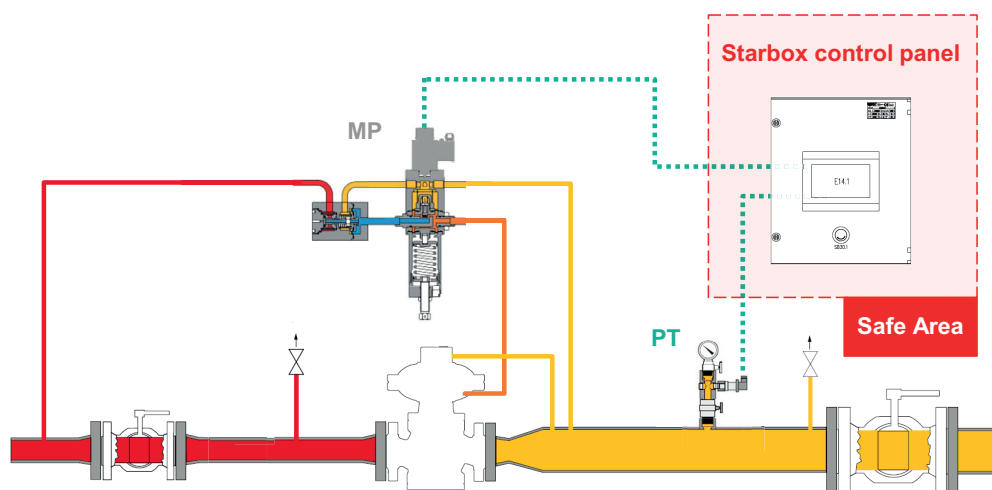 Starbox control panel
MP
E14.1
SB30.1
Safe Area
PT